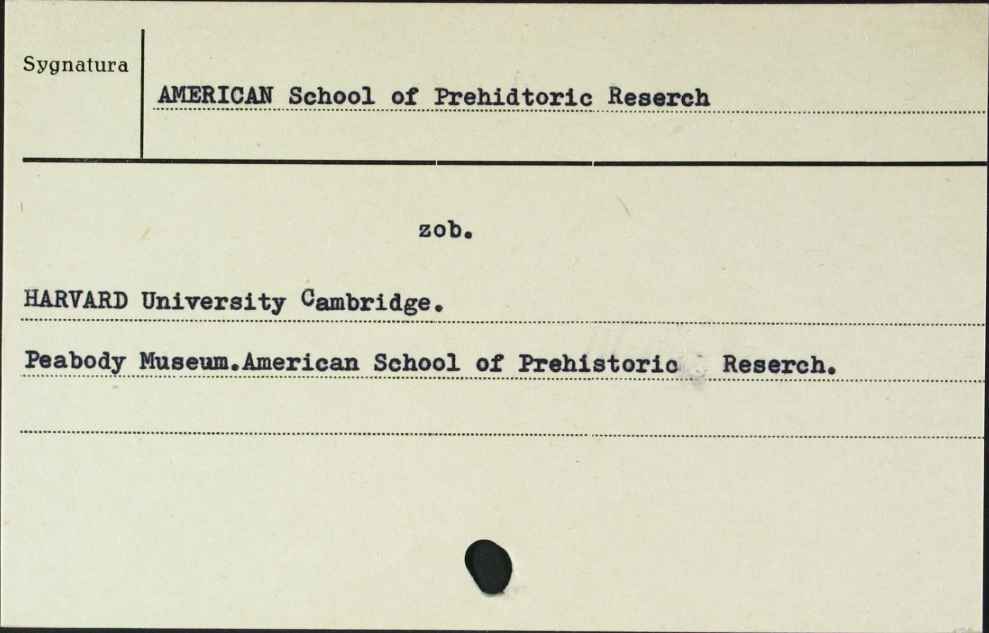 Sygnatura
AMERICAN School of Prehidtoric Reserch
zob.
HARVARD University Cambridge.
Peabody Museum.American School of Prehistoric Reserch.